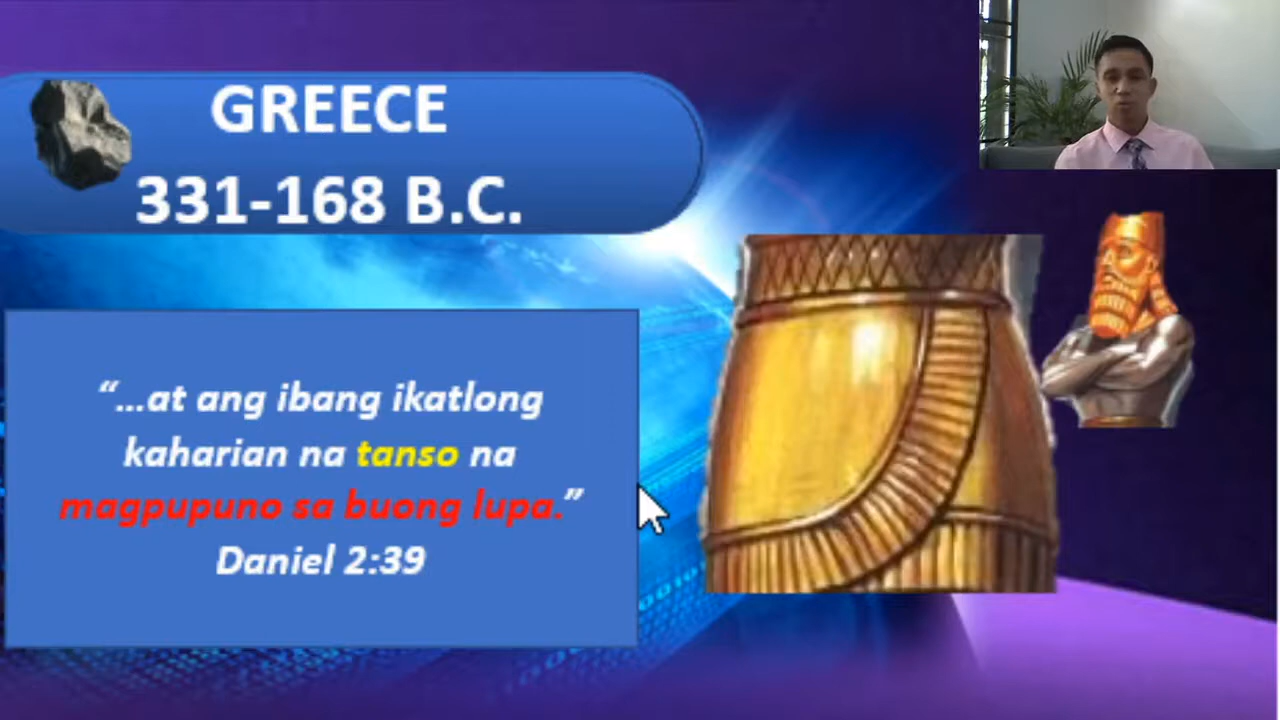 GREECE
331-168 B.C.
“...at ang ibang ikatlong
kaharian na tanso na
magpupuno sa buong lupa.”
Daniel 2:39